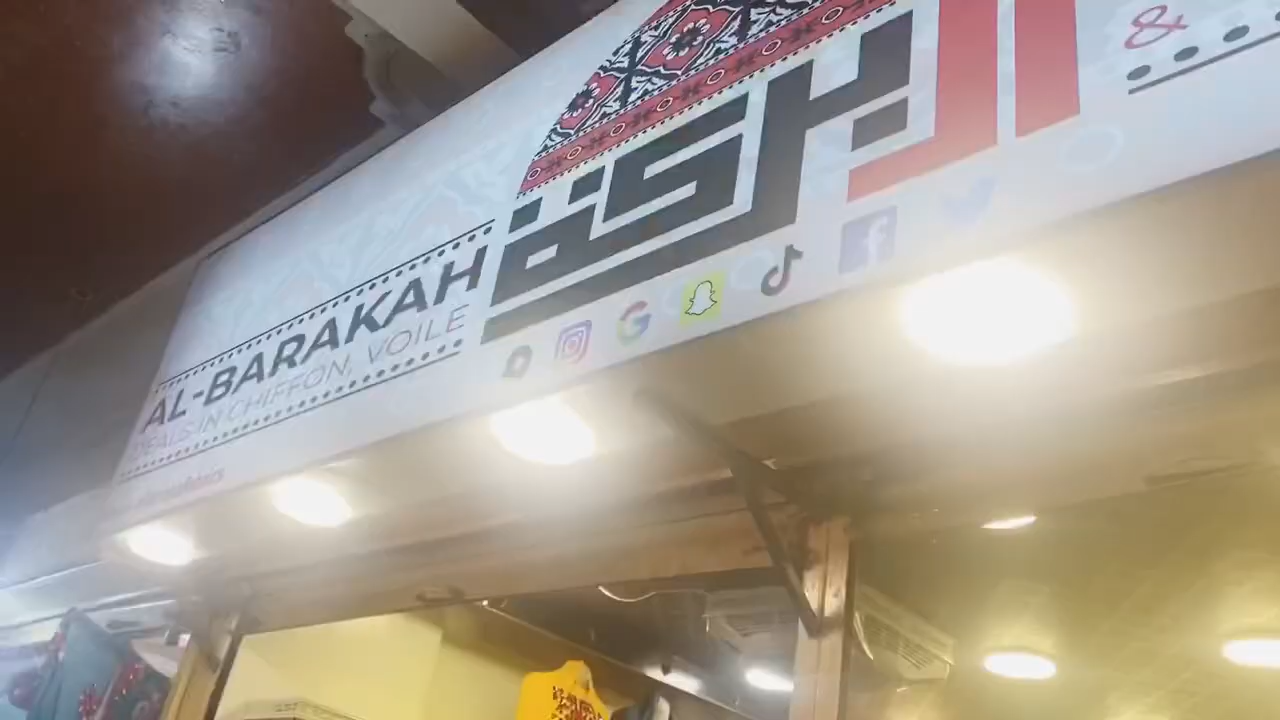 &
البركة
AL-BARAKAH
DEALS IN CHIFFON, VOILE